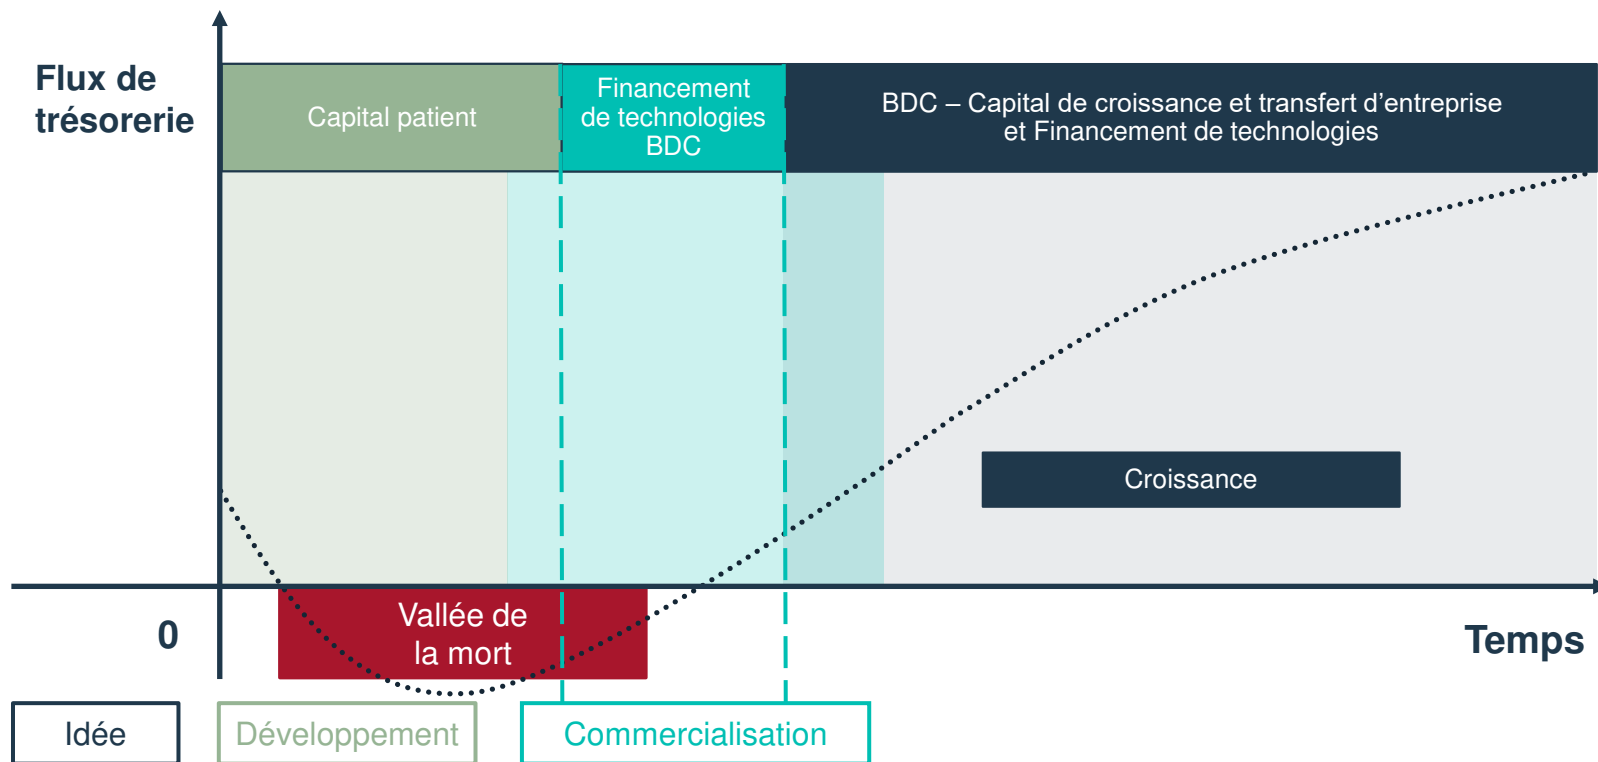 Flux de
trésorerie
Capital patient
Financement
de technologies
BDC
BDC – Capital de croissance et transfert d’entreprise
et Financement de technologies
Croissance
Vallée de
la mort
0
Temps
Idée
Développement
Commercialisation